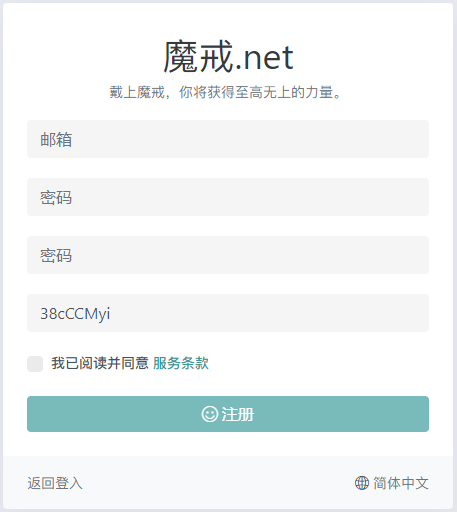 魔戒.net
戴上魔戒，你将获得至高无上的力量。
邮箱
密码
密码
38cCCMyi
我已阅读并同意 服务条款
注册
返回登入
简体中文